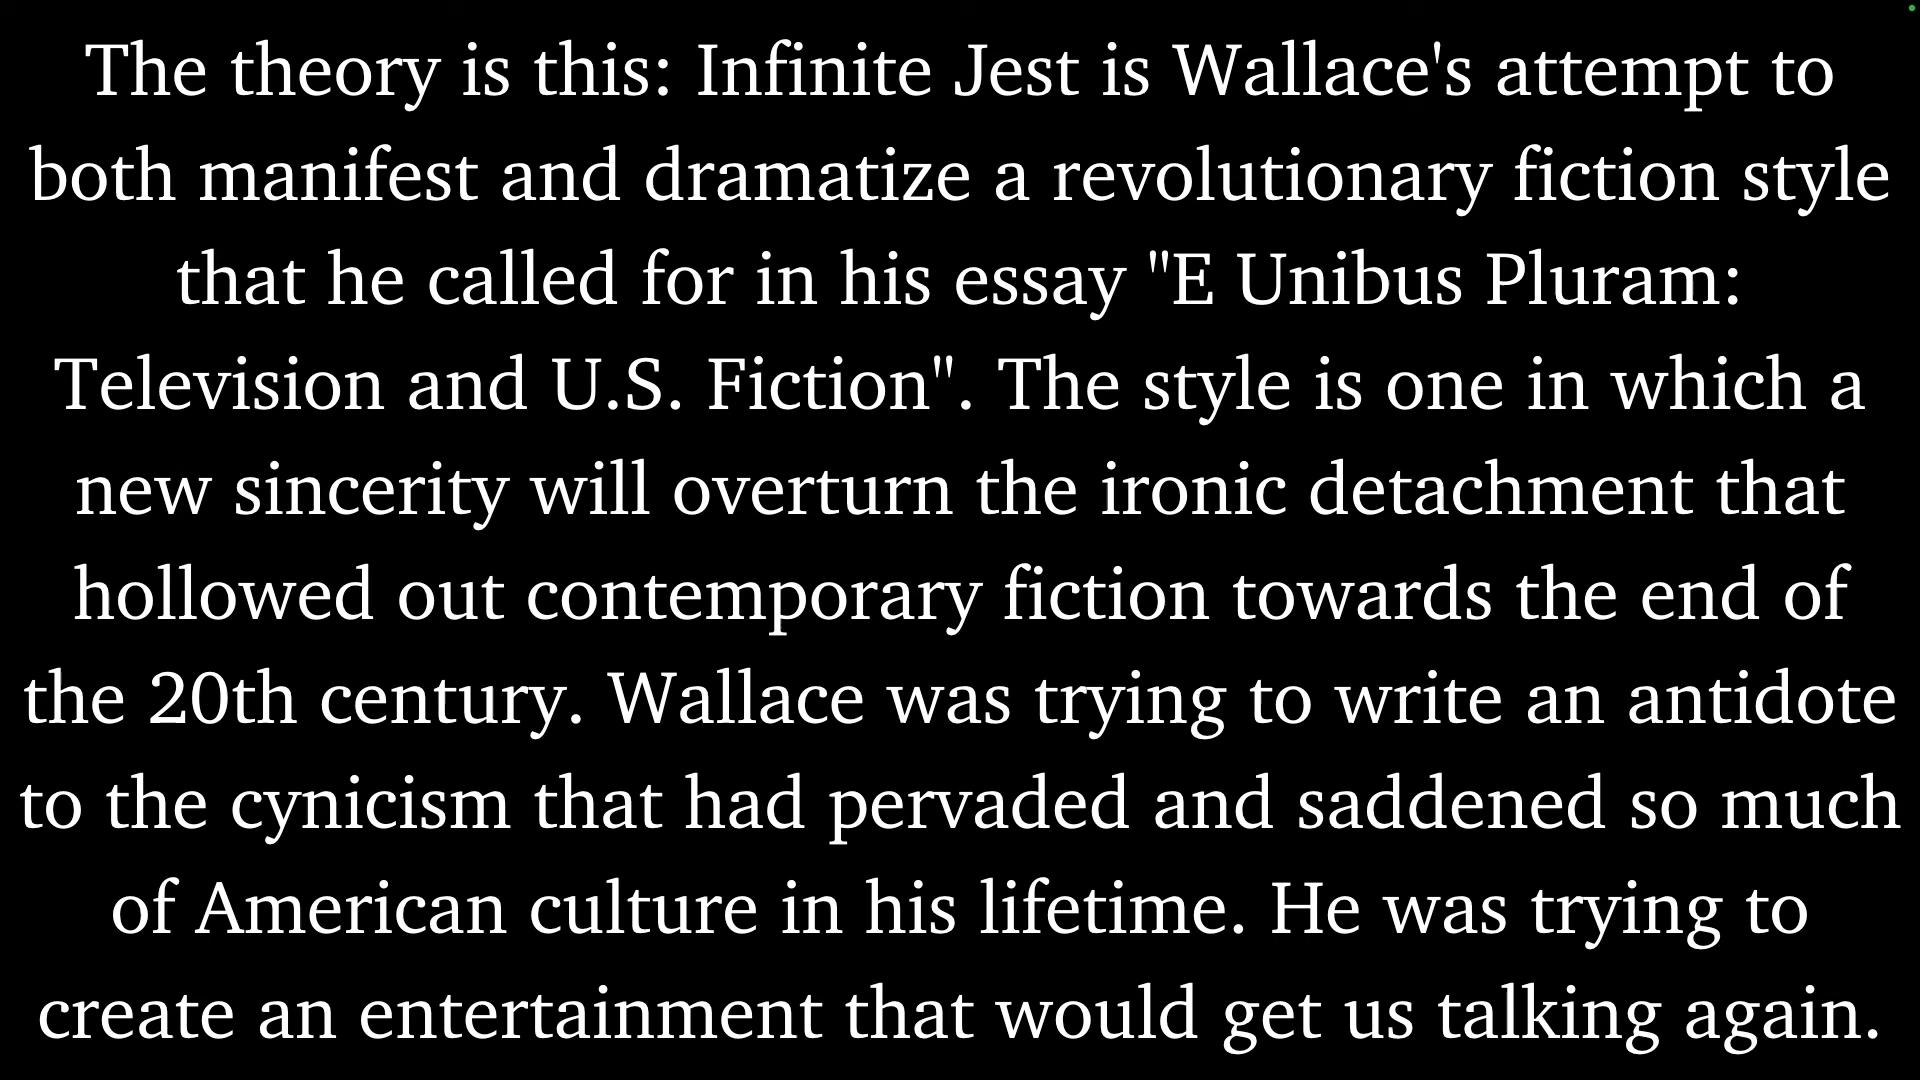 The theory is this: Infinite Jest is Wallace's attempt to
both manifest and dramatize a revolutionary fiction style
that he called for in his essay "E Unibus Pluram:
Television and U.S. Fiction". The style is one in which a
new sincerity will overturn the ironic detachment that
hollowed out contemporary fiction towards the end of
the 20th century. Wallace was trying to write an antidote
to the cynicism that had pervaded and saddened so much
of American culture in his lifetime. He was trying to
create an entertainment that would get us talking again.